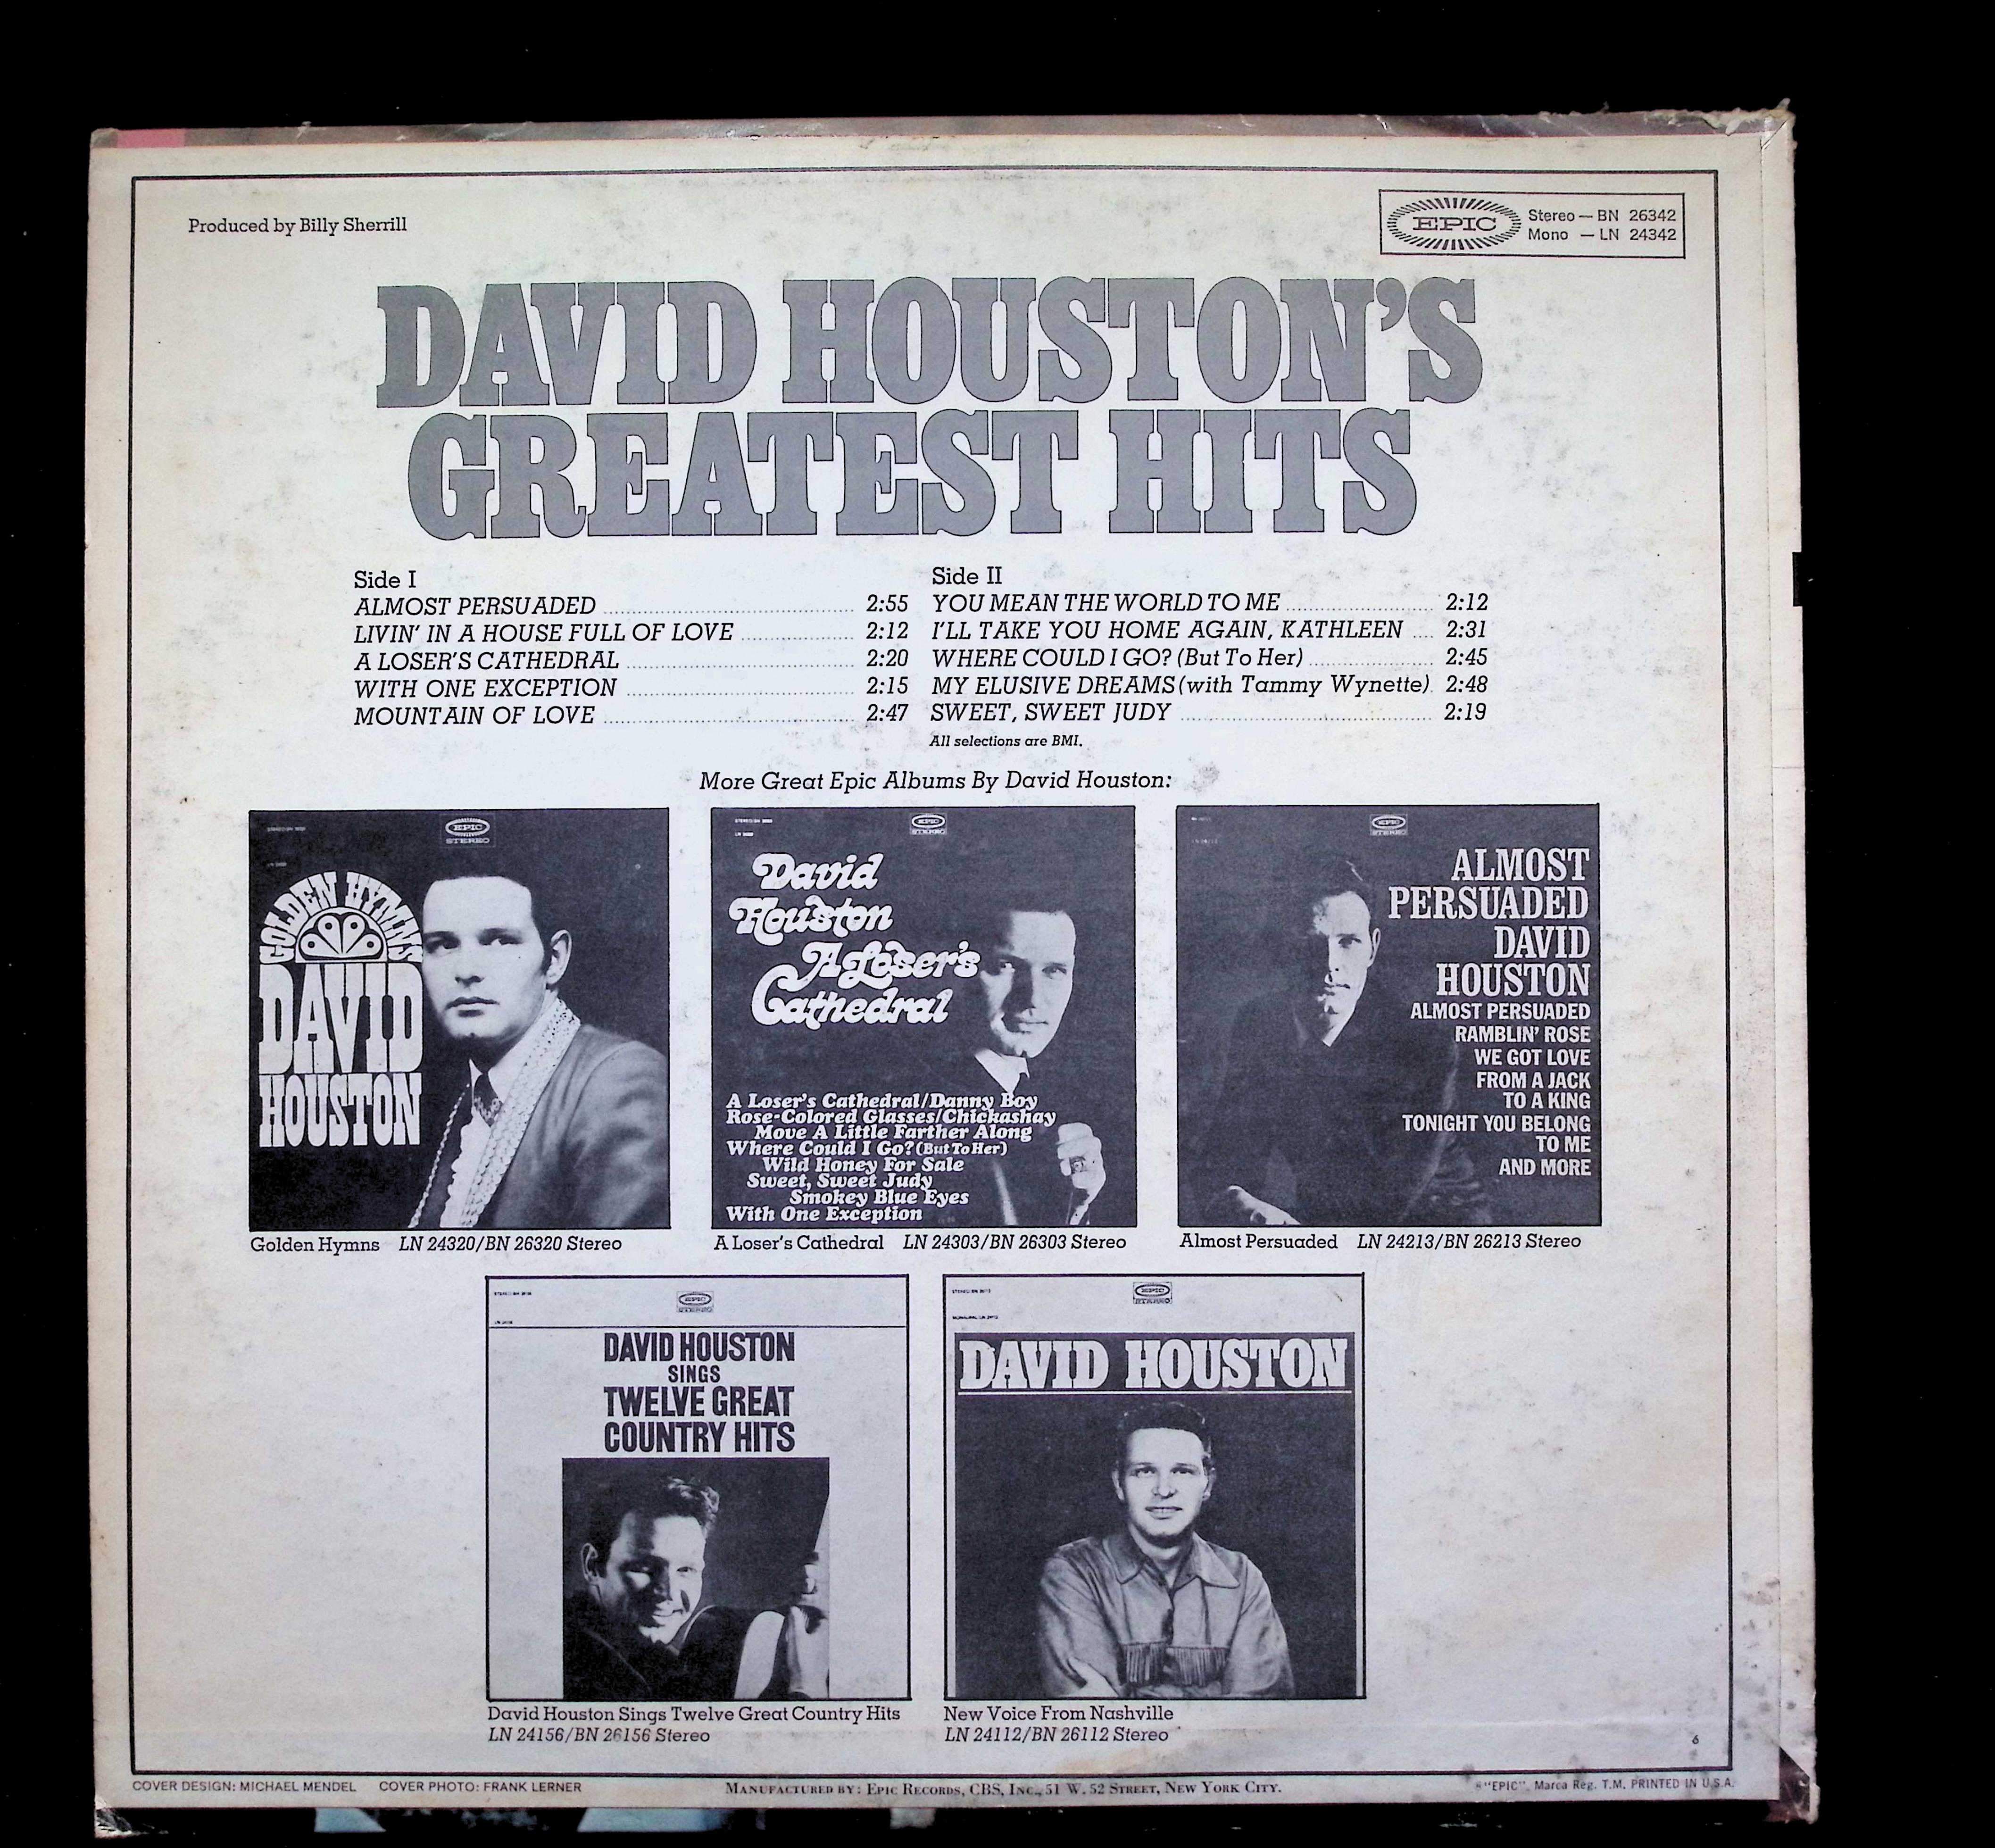 Produced by Billy Sherrill
EPIC
Stereo — BN 26342
Mono — LN 24342
DAVID HOUSTON'S
GREATEST HITS
Side I
ALMOST PERSUADED 2:55
LIVIN' IN A HOUSE FULL OF LOVE 2:12
A LOSER'S CATHEDRAL 2:20
WITH ONE EXCEPTION 2:15
MOUNTAIN OF LOVE 2:47
Side II
YOU MEAN THE WORLD TO ME 2:12
I'LL TAKE YOU HOME AGAIN, KATHLEEN 2:31
WHERE COULD I GO? (But To Her) 2:45
MY ELUSIVE DREAMS (with Tammy Wynette) 2:48
SWEET, SWEET JUDY 2:19
All selections are BMI.
More Great Epic Albums By David Houston:
EPIC
STEREO
GOLDEN HYMNS
DAVID
HOUSTON
Golden Hymns LN 24320/BN 26320 Stereo
EPIC
STEREO
David
Houston
A Loser's
Cathedral
A Loser's Cathedral/Danny Boy
Rose-Colored Glasses/Chickashay
Move A Little Farther Along
Where Could I Go? (But To Her)
Wild Honey For Sale
Sweet, Sweet Judy
Smokey Blue Eyes
With One Exception
A Loser's Cathedral LN 24303/BN 26303 Stereo
EPIC
STEREO
ALMOST
PERSUADED
DAVID
HOUSTON
ALMOST PERSUADED
RAMBLIN' ROSE
WE GOT LOVE
FROM A JACK
TO A KING
TONIGHT YOU BELONG
TO ME
AND MORE
Almost Persuaded LN 24213/BN 26213 Stereo
EPIC
STEREO
DAVID HOUSTON
SINGS
TWELVE GREAT
COUNTRY HITS
David Houston Sings Twelve Great Country Hits
LN 24156/BN 26156 Stereo
EPIC
STEREO
DAVID HOUSTON
New Voice From Nashville
LN 24112/BN 26112 Stereo
6
COVER DESIGN: MICHAEL MENDEL COVER PHOTO: FRANK LERNER
MANUFACTURED BY: EPIC RECORDS, CBS, INC., 51 W. 52 STREET, NEW YORK CITY.
"EPIC", Marca Reg. T.M. PRINTED IN U.S.A.